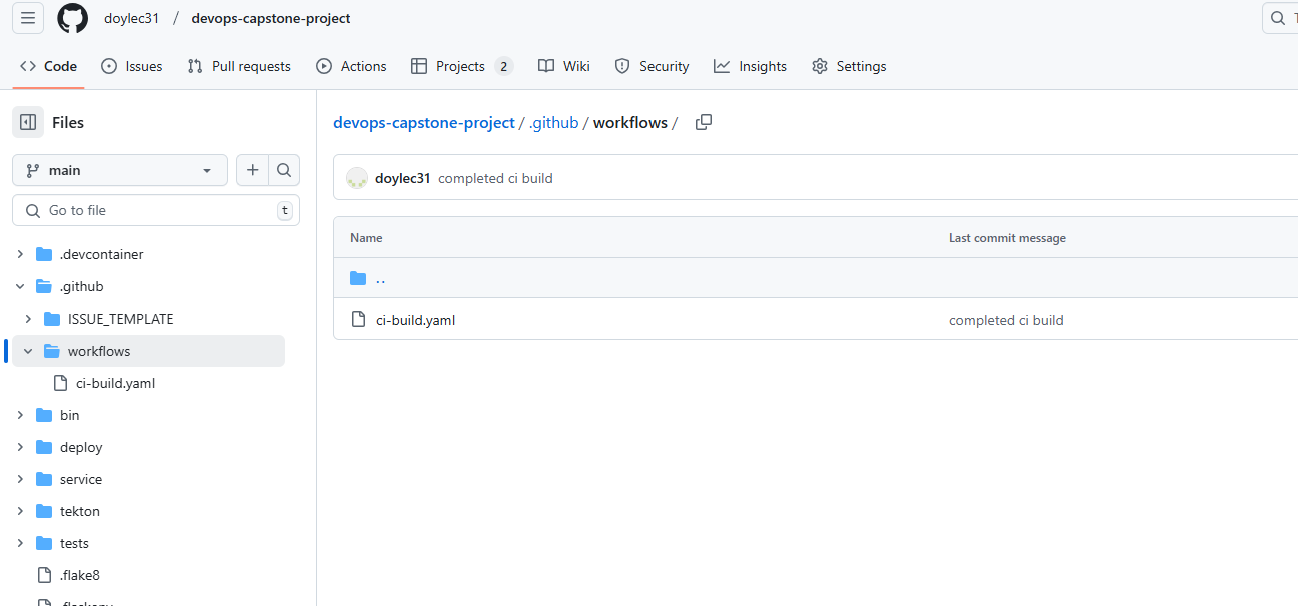 doylec31 / devops-capstone-project
Code Issues Pull requests Actions Projects 2 Wiki Security Insights Settings
Files
main
Go to file t
.devcontainer
.github
ISSUE_TEMPLATE
workflows
ci-build.yaml
bin
deploy
service
tekton
tests
.flake8
devops-capstone-project / .github / workflows /
doylec31 completed ci build
Name Last commit message
..
ci-build.yaml completed ci build